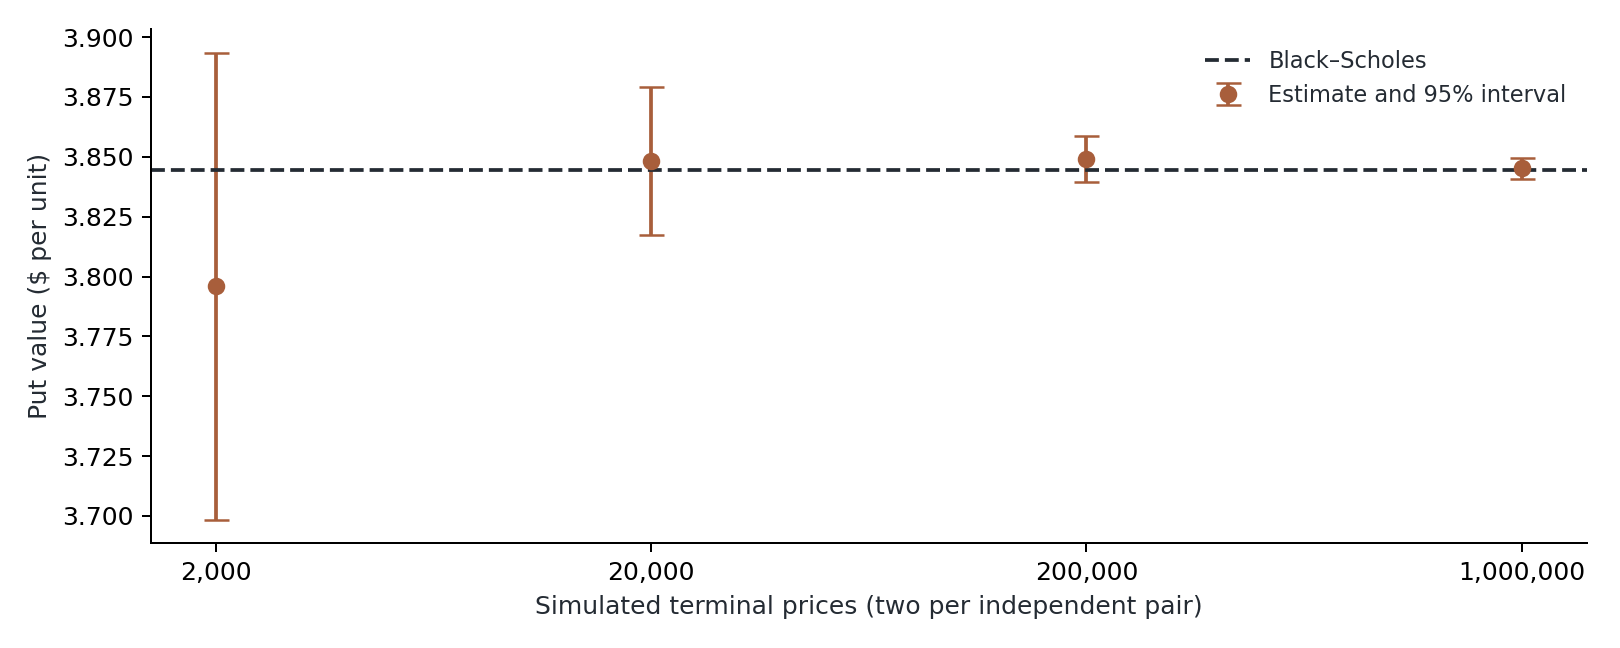 3.900
3.875
3.850
3.825
3.800
3.775
3.750
3.725
3.700
Put value ($ per unit)
Black–Scholes
Estimate and 95% interval
2,000 20,000 200,000 1,000,000
Simulated terminal prices (two per independent pair)